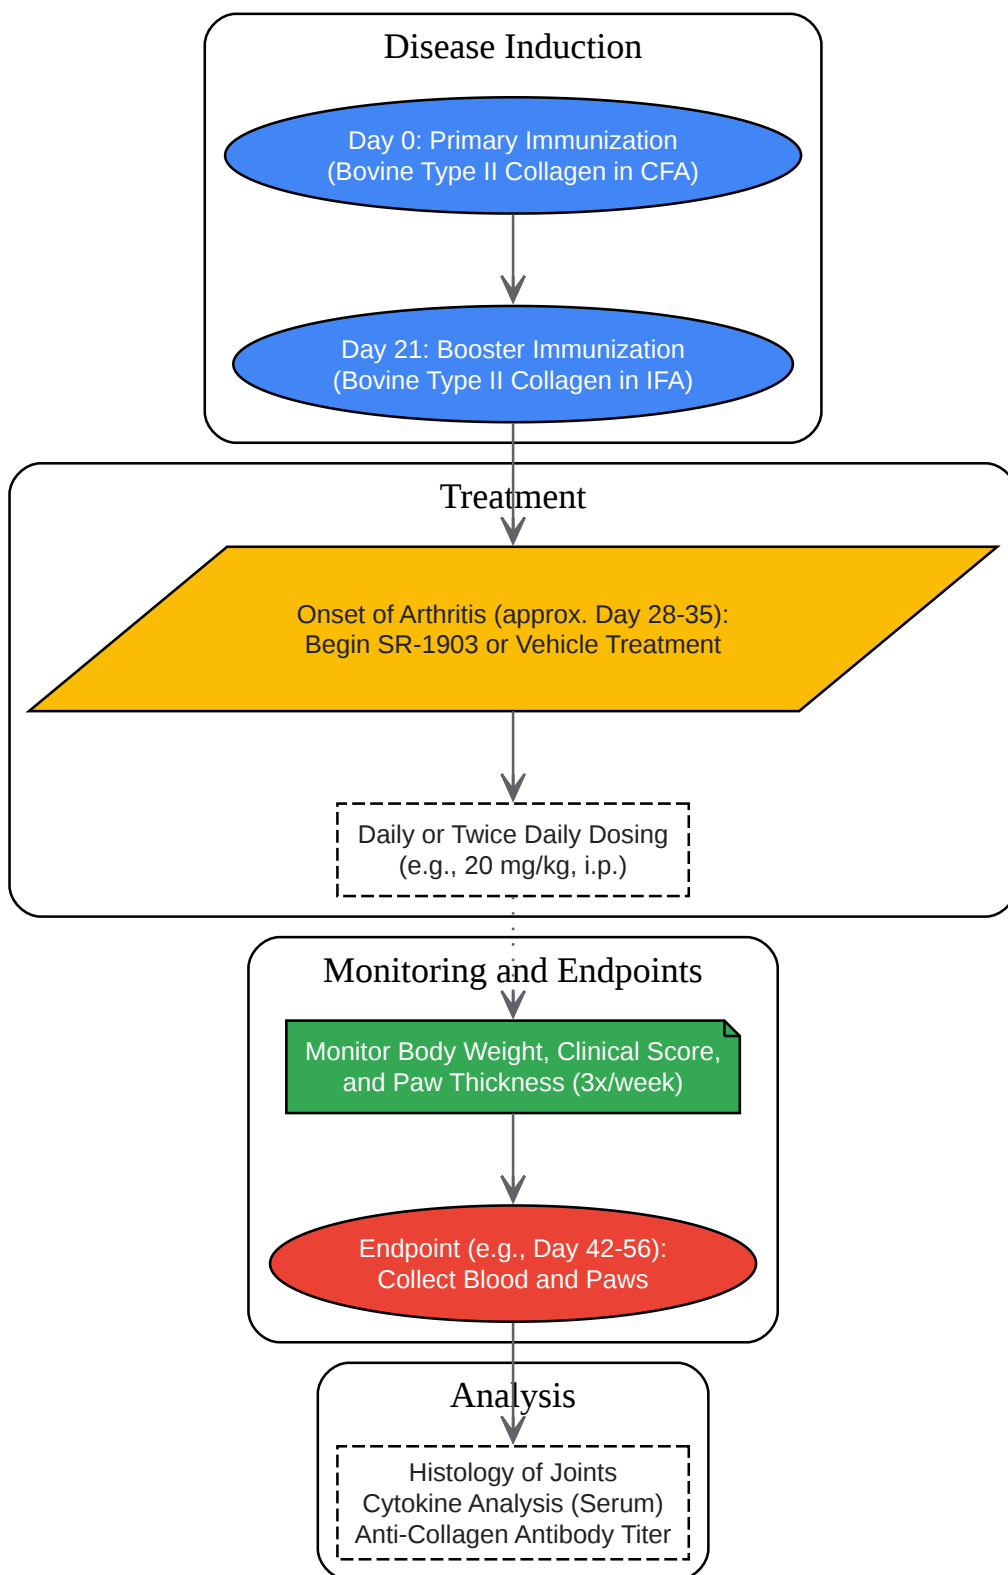 Disease Induction
Day 0: Primary Immunization
(Bovine Type II Collagen in CFA)
Day 21: Booster Immunization
(Bovine Type II Collagen in IFA)
Treatment
Onset of Arthritis (approx. Day 28-35):
Begin SR-1903 or Vehicle Treatment
Daily or Twice Daily Dosing
(e.g., 20 mg/kg, i.p.)
Monitoring and Endpoints
Monitor Body Weight, Clinical Score,
and Paw Thickness (3x/week)
Endpoint (e.g., Day 42-56):
Collect Blood and Paws
Analysis
Histology of Joints
Cytokine Analysis (Serum)
Anti-Collagen Antibody Titer